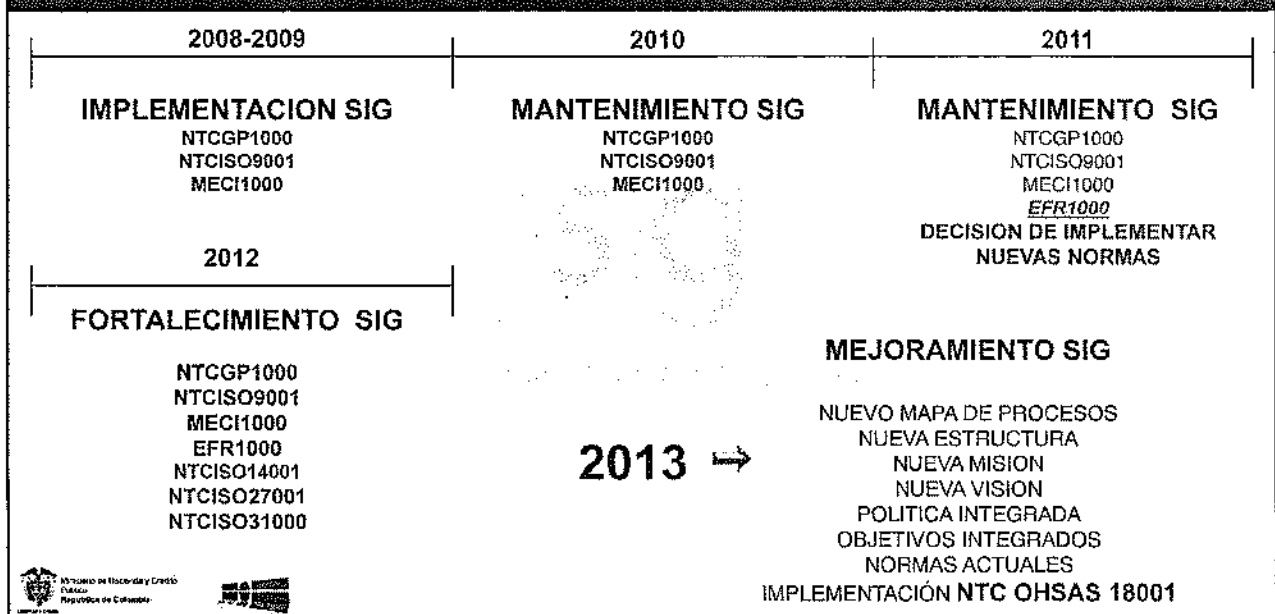 2008-2009
IMPLEMENTACION SIG
NTCGP1000
NTCISO9001
MECI1000
2010
MANTENIMIENTO SIG
NTCGP1000
NTCISO9001
MECI1000
2011
MANTENIMIENTO SIG
NTCGP1000
NTCISO9001
MECI1000
EFR1000
DECISION DE IMPLEMENTAR
NUEVAS NORMAS
2012
FORTALECIMIENTO SIG
NTCGP1000
NTCISO9001
MECI1000
EFR1000
NTCISO14001
NTCISO27001
NTCISO31000
sig
2013 ⇨
MEJORAMIENTO SIG
NUEVO MAPA DE PROCESOS
NUEVA ESTRUCTURA
NUEVA MISION
NUEVA VISION
POLITICA INTEGRADA
OBJETIVOS INTEGRADOS
NORMAS ACTUALES
IMPLEMENTACIÓN NTC OHSAS 18001
Ministerio de Hacienda y Crédito
Público
República de Colombia